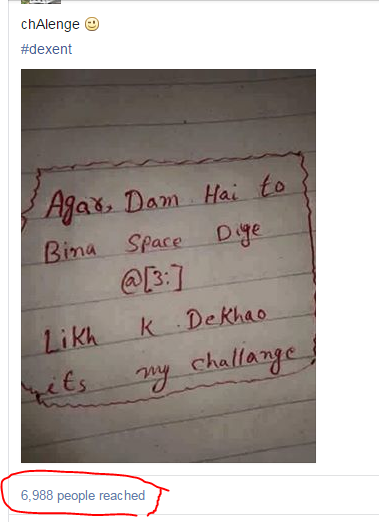 chAlenge 🙂
#dexent
Agar, Dam Hai to
Bina Space Diye
@[3:]
Likh K Dekhao
its my challange
6,988 people reached